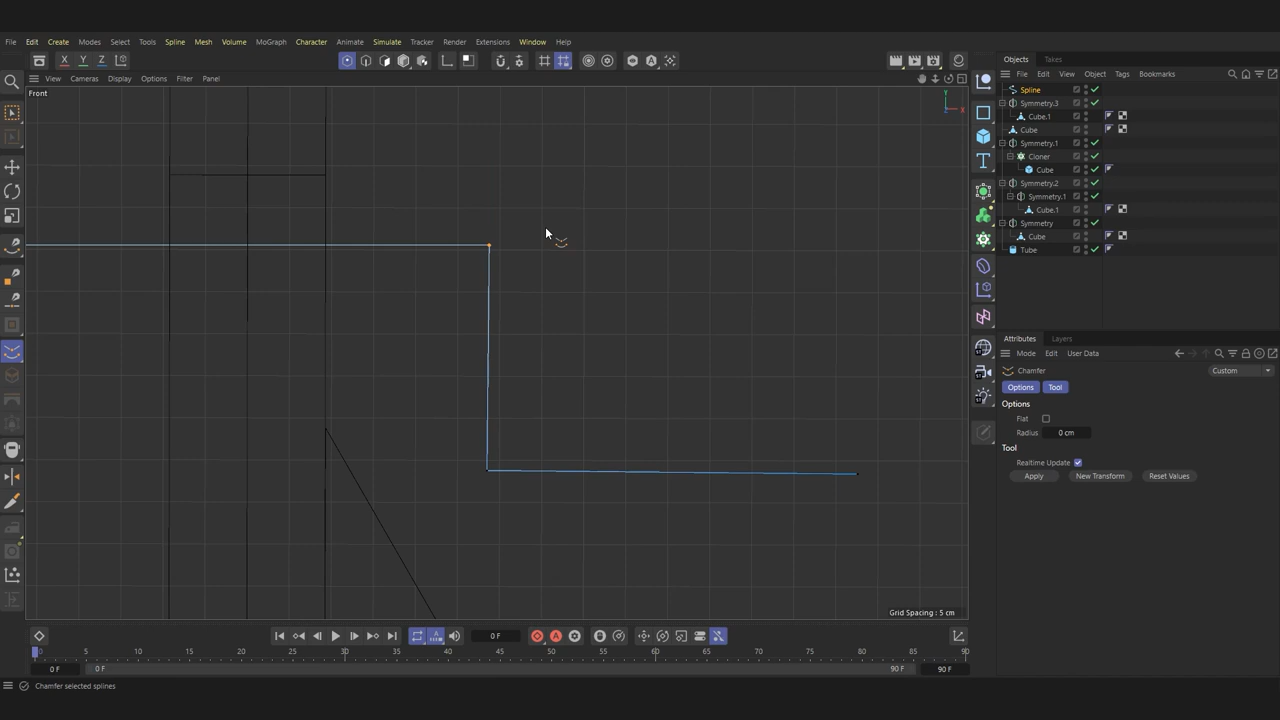 File Edit Create Modes Select Tools Spline Mesh Volume MoGraph Character Animate Simulate Tracker Render Extensions Window Help
Objects Takes
X Y Z
View Cameras Display Options Filter Panel
File Edit View Object Tags Bookmarks
Front
Y
X
Spline
Symmetry.3
Cube.1
Cube
Symmetry.1
Cloner
Cube
Symmetry.2
Symmetry.1
Cube.1
Symmetry
Cube
Tube
Attributes Layers
Mode Edit User Data
Chamfer Custom
Options Tool
Options
Flat
Radius 0 cm
Tool
Realtime Update
Apply New Transform Reset Values
Grid Spacing : 5 cm
0 F
0 5 10 15 20 25 30 35 40 45 50 55 60 65 70 75 80 85 90
0 F 0 F 90 F 90 F
Chamfer selected splines